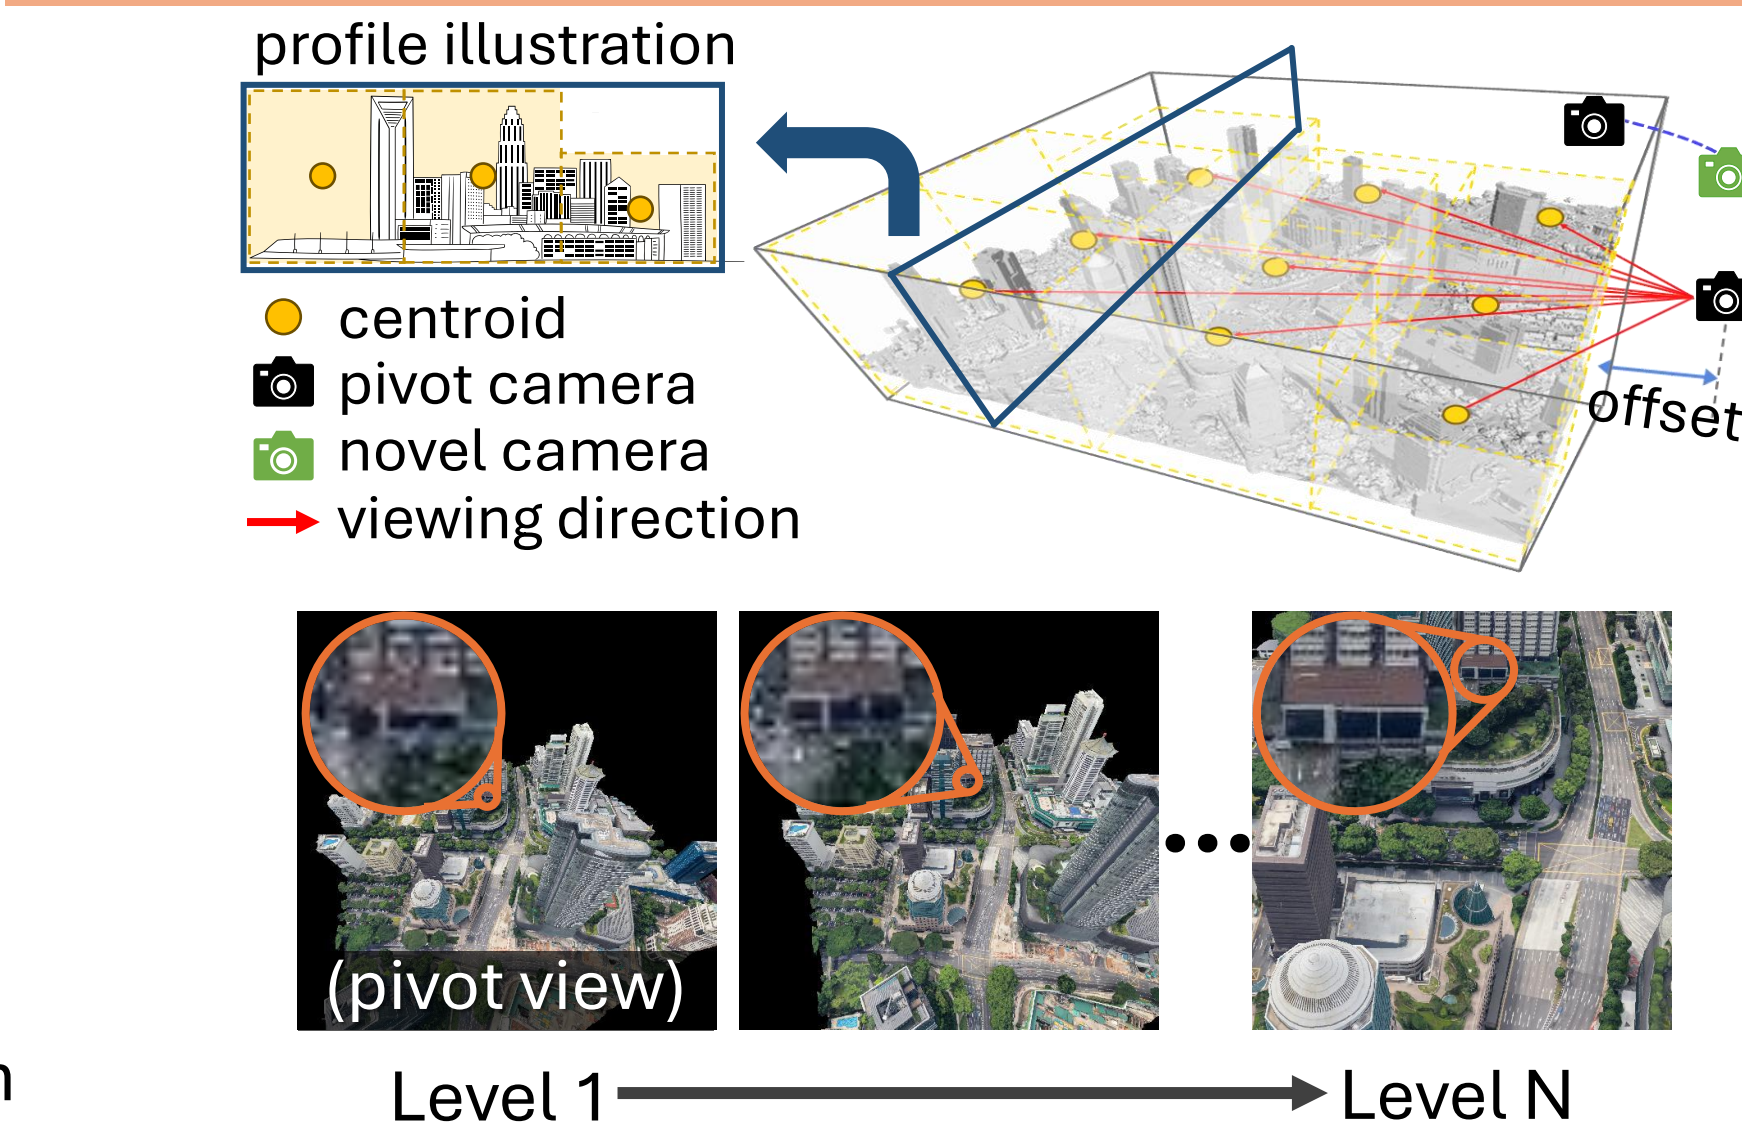 profile illustration
centroid
pivot camera
novel camera
viewing direction
offset
(pivot view)
Level 1
Level N